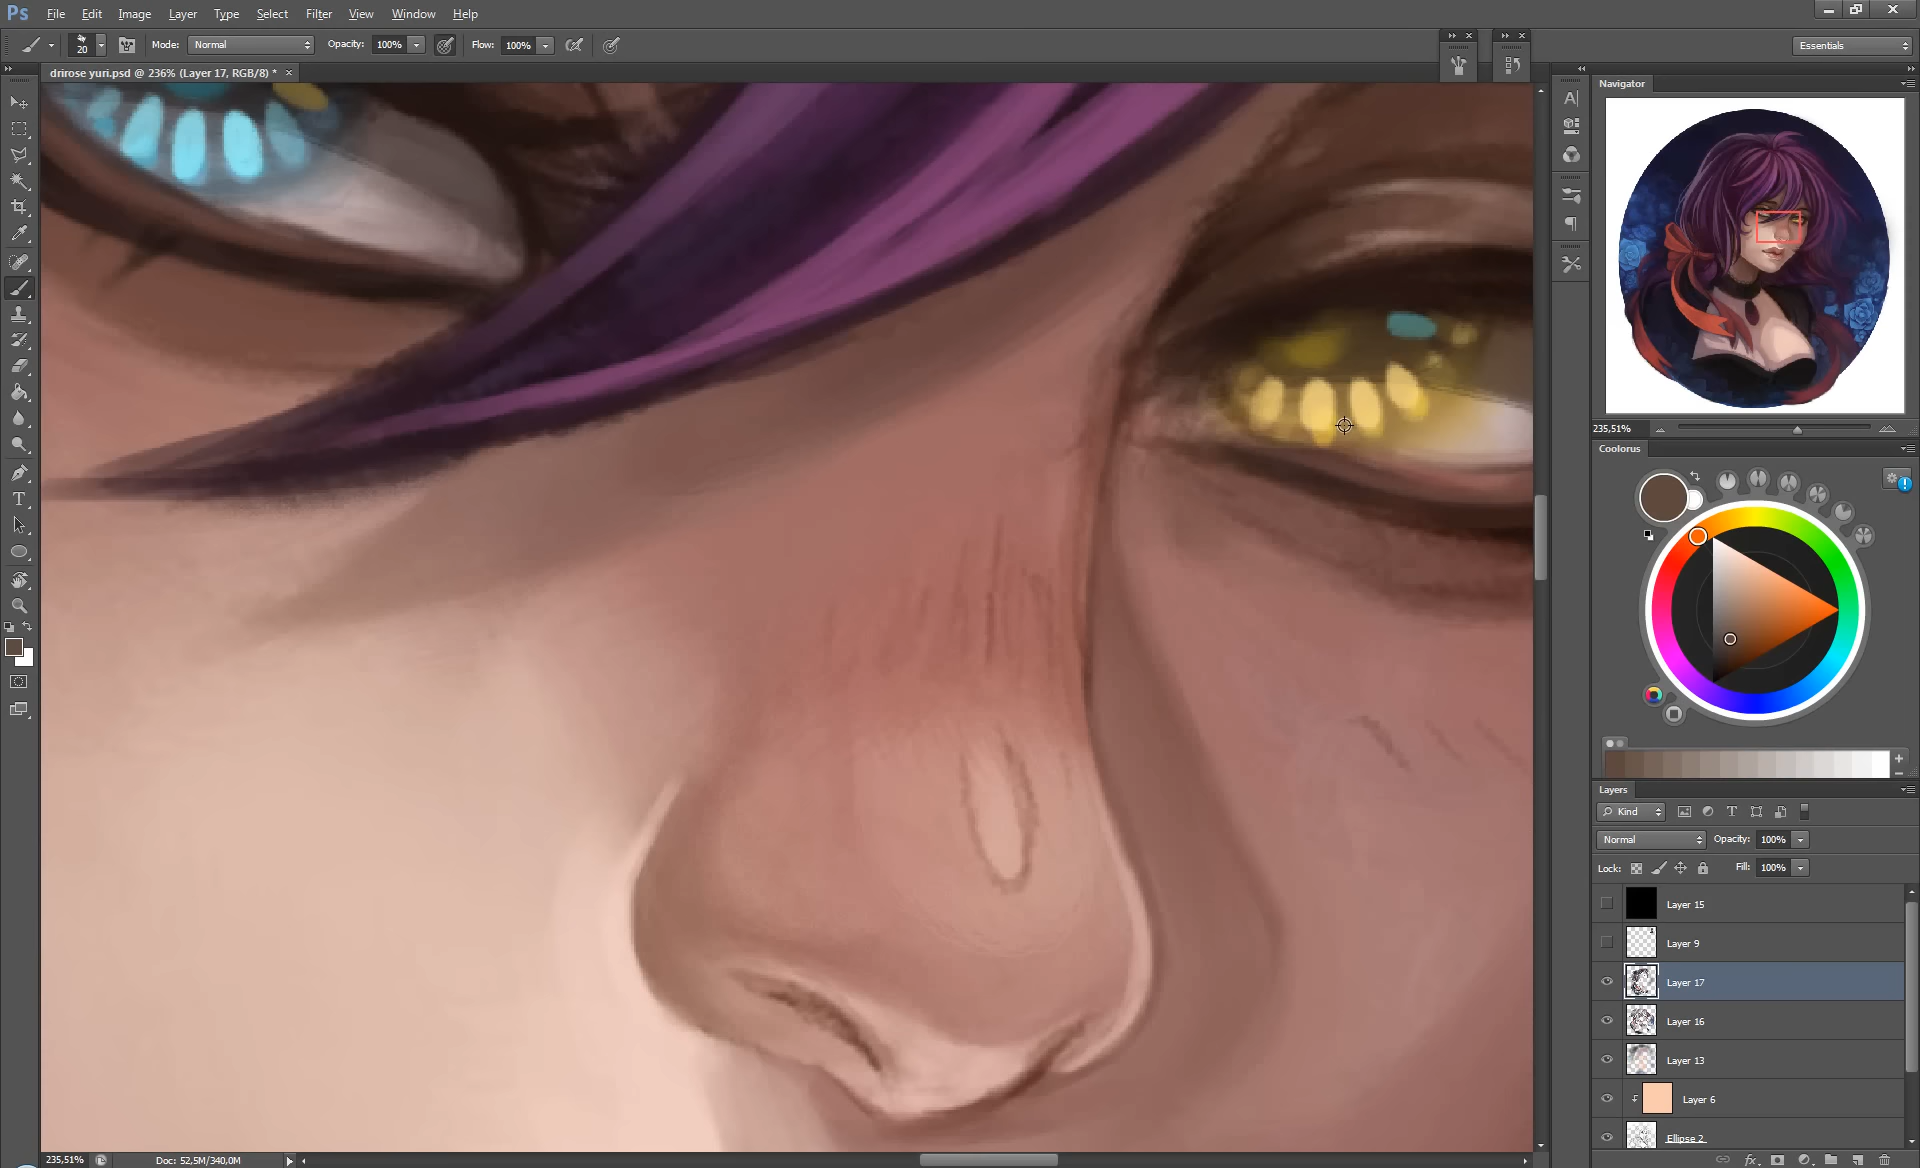 Ps File Edit Image Layer Type Select Filter View Window Help
20 Mode: Normal Opacity: 100% Flow: 100% Essentials
drirose yuri.psd @ 236% (Layer 17, RGB/8) * ×
Navigator
235,51%
Coolorus
Layers
Kind
Normal Opacity: 100%
Lock: Fill: 100%
Layer 15
Layer 9
Layer 17
Layer 16
Layer 13
Layer 6
Ellipse 2
235,51% Doc: 52,5M/340,0M